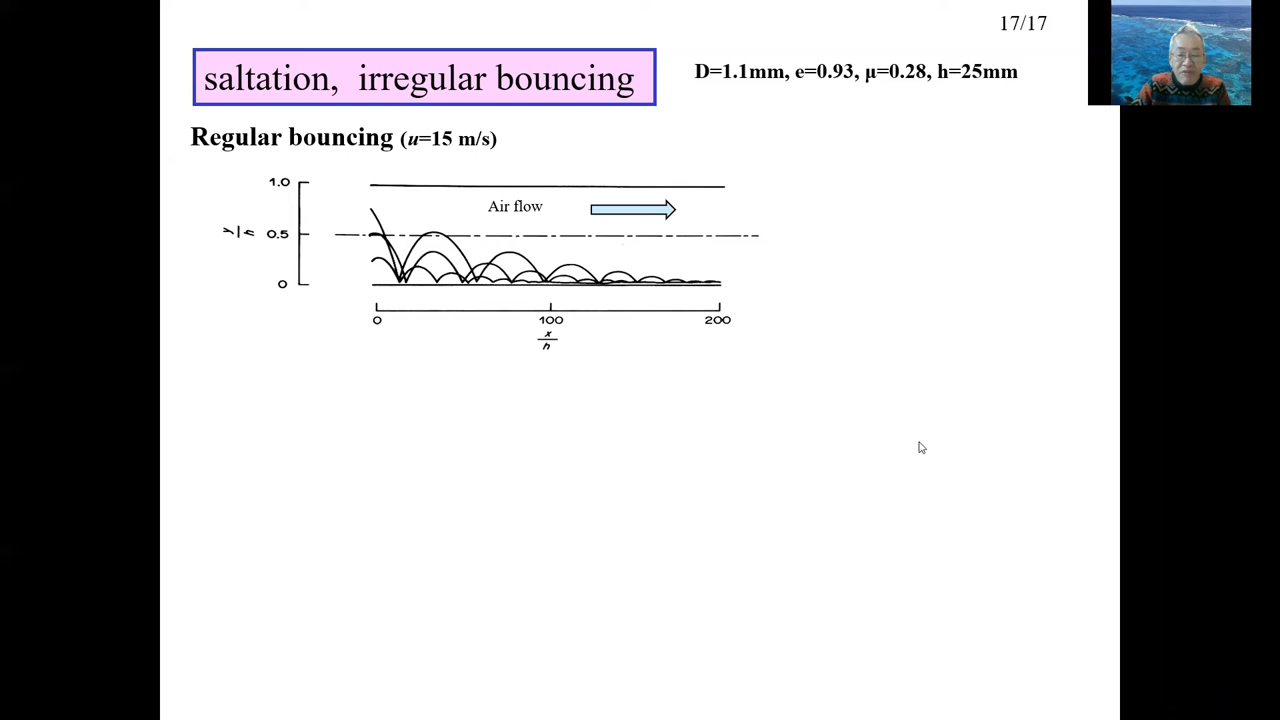 17/17
saltation, irregular bouncing
D=1.1mm, e=0.93, μ=0.28, h=25mm
Regular bouncing (u=15 m/s)
1.0
Air flow
y/h
0.5
0
0
100
200
x/h